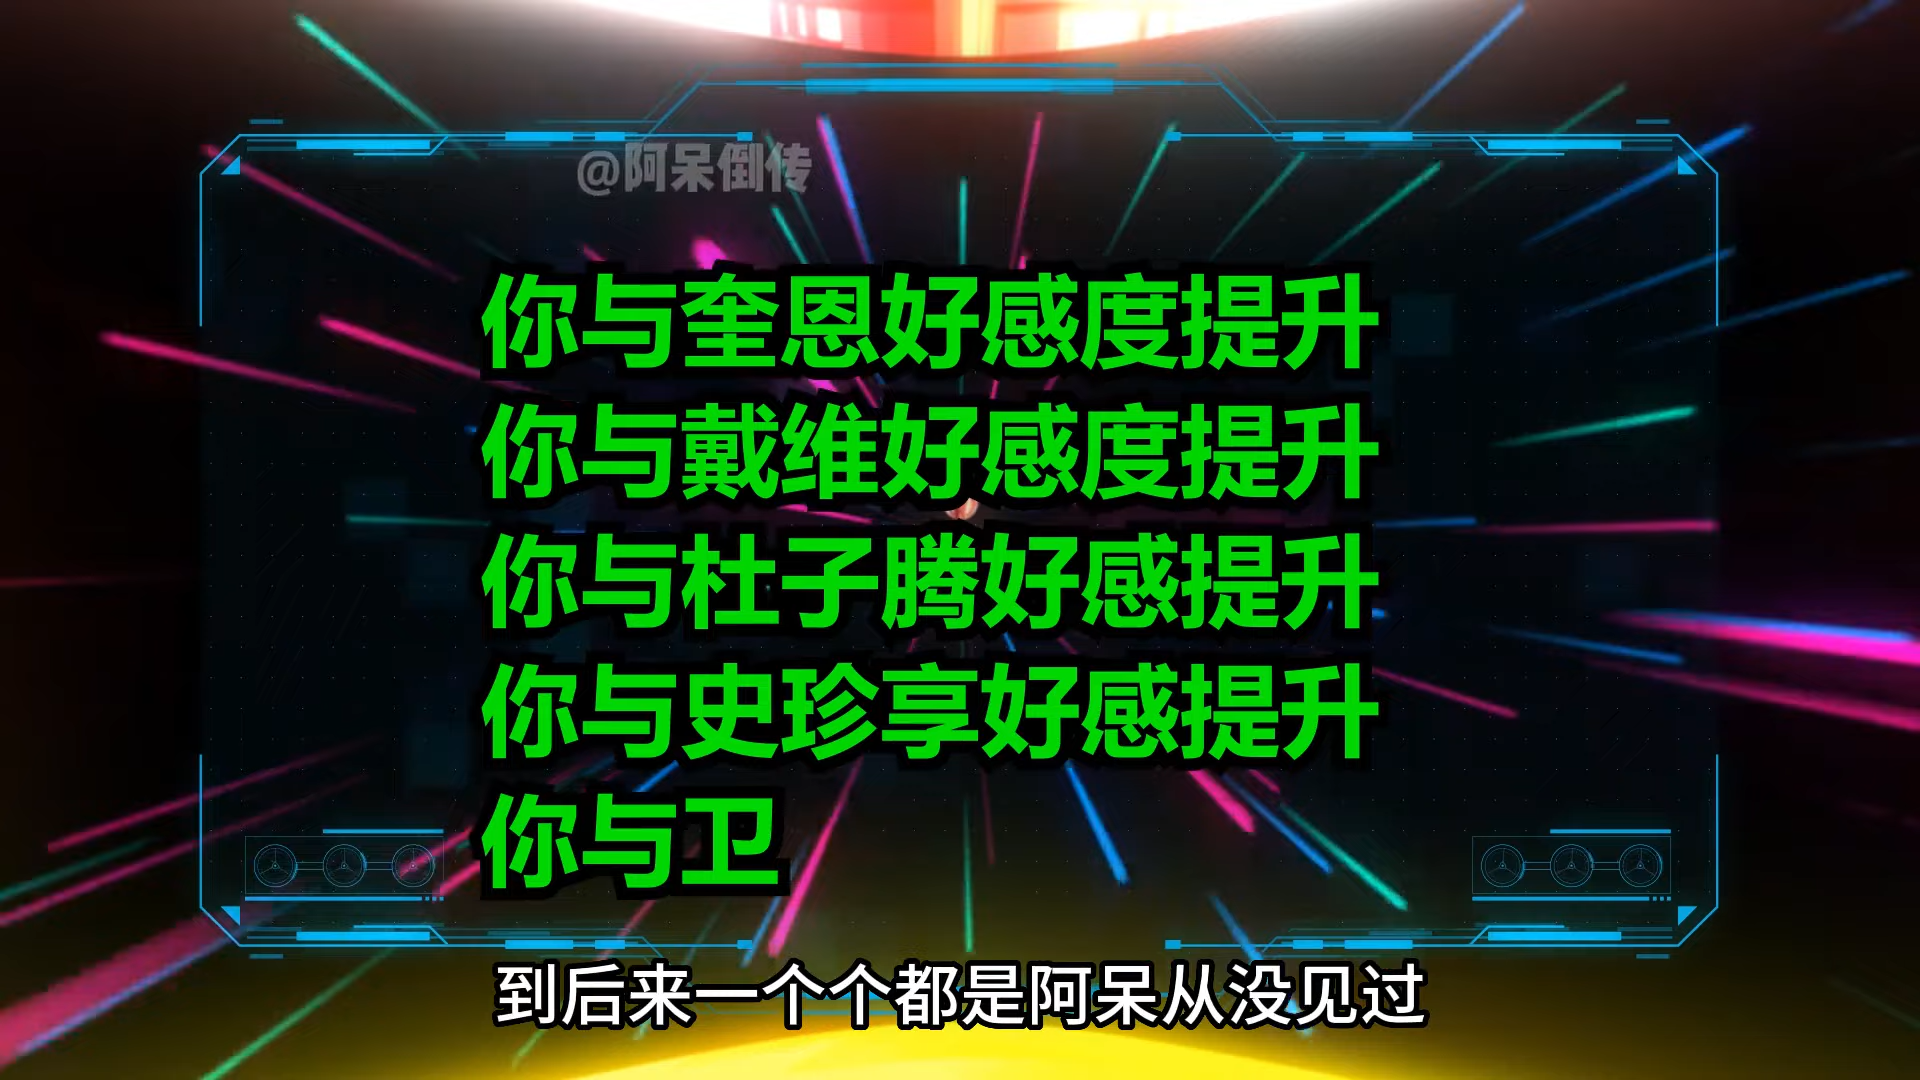 @阿呆倒传
你与奎恩好感度提升
你与戴维好感度提升
你与杜子腾好感提升
你与史珍享好感提升
你与卫
到后来一个个都是阿呆从没见过